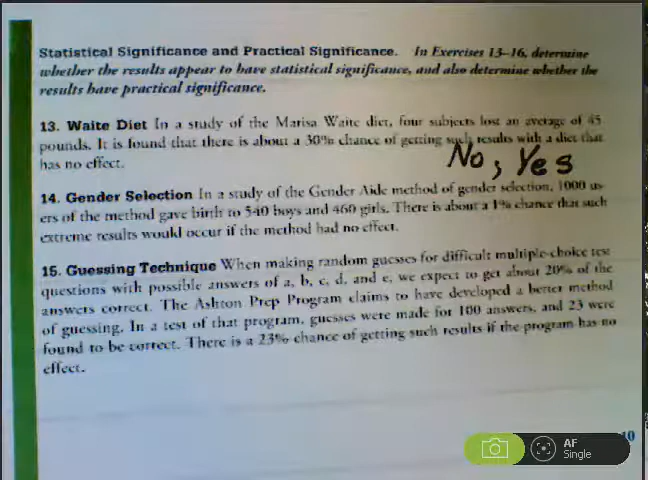 Statistical Significance and Practical Significance. In Exercises 13–16, determine
whether the results appear to have statistical significance, and also determine whether the
results have practical significance.
13. Waite Diet In a study of the Marisa Waite diet, four subjects lost an average of 45
pounds. It is found that there is about a 30% chance of getting such results with a diet that
has no effect.
No, Yes
14. Gender Selection In a study of the Gender Aide method of gender selection, 1000 us-
ers of the method gave birth to 540 boys and 460 girls. There is about a 1% chance that such
extreme results would occur if the method had no effect.
15. Guessing Technique When making random guesses for difficult multiple-choice test
questions with possible answers of a, b, c, d, and e, we expect to get about 20% of the
answers correct. The Ashton Prep Program claims to have developed a better method
of guessing. In a test of that program, guesses were made for 100 answers, and 23 were
found to be correct. There is a 23% chance of getting such results if the program has no
effect.
10
AF
Single